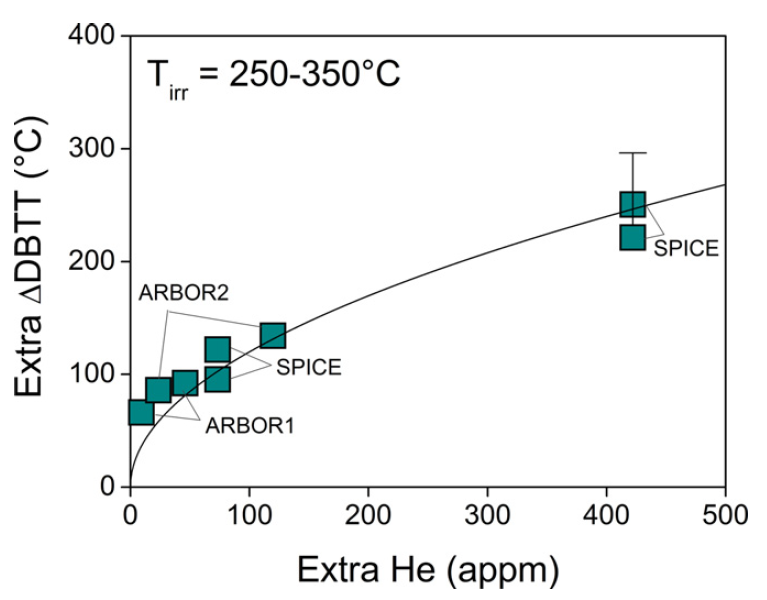 400
T_irr = 250-350°C
300
Extra ΔDBTT (°C)
SPICE
200
ARBOR2
SPICE
100
ARBOR1
0
0 100 200 300 400 500
Extra He (appm)